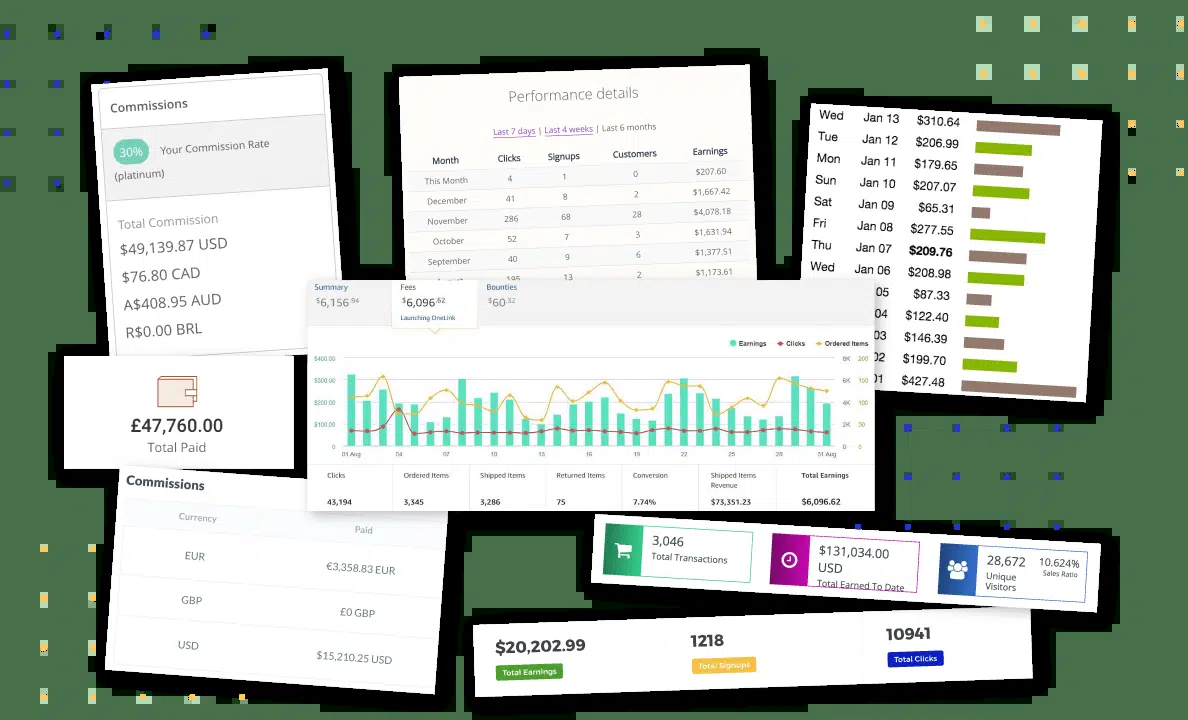 Commissions
30% Your Commission Rate
(platinum)
Total Commission
$49,139.87 USD
$76.80 CAD
A$408.95 AUD
R$0.00 BRL
Performance details
Last 7 days | Last 4 weeks | Last 6 months
Month Clicks Signups Customers Earnings
This Month 4 1 0 $207.60
December 41 8 2 $1,667.42
November 286 68 28 $4,078.18
October 52 7 3 $1,631.94
September 40 9 6 $1,377.51
195 13 2 $1,173.61
Wed Jan 13 $310.64
Tue Jan 12 $206.99
Mon Jan 11 $179.65
Sun Jan 10 $207.07
Sat Jan 09 $65.31
Fri Jan 08 $277.55
Thu Jan 07 $209.76
Wed Jan 06 $208.98
05 $87.33
04 $122.40
03 $146.39
02 $199.70
01 $427.48
Summary Fees Bounties
$6,156.94 $6,096.62 $60.32
Launching OneLink
Earnings Clicks Ordered Items
$400.00 8K 200
$300.00 6K
$200.00 4K 100
$100.00 2K
0 0 0
01 Aug 04 07 10 13 16 19 22 25 28 31 Aug
Clicks Ordered Items Shipped Items Returned Items Conversion Shipped Items Total Earnings
Revenue
43,194 3,345 3,286 75 7.74% $73,351.23 $6,096.62
£47,760.00
Total Paid
Commissions
Currency Paid
EUR €3,358.83 EUR
GBP £0 GBP
USD $15,210.25 USD
3,046
Total Transactions
$131,034.00
USD
Total Earned To Date
28,672 10.624%
Unique Sales Ratio
Visitors
$20,202.99 1218 10941
Total Earnings Total Signups Total Clicks